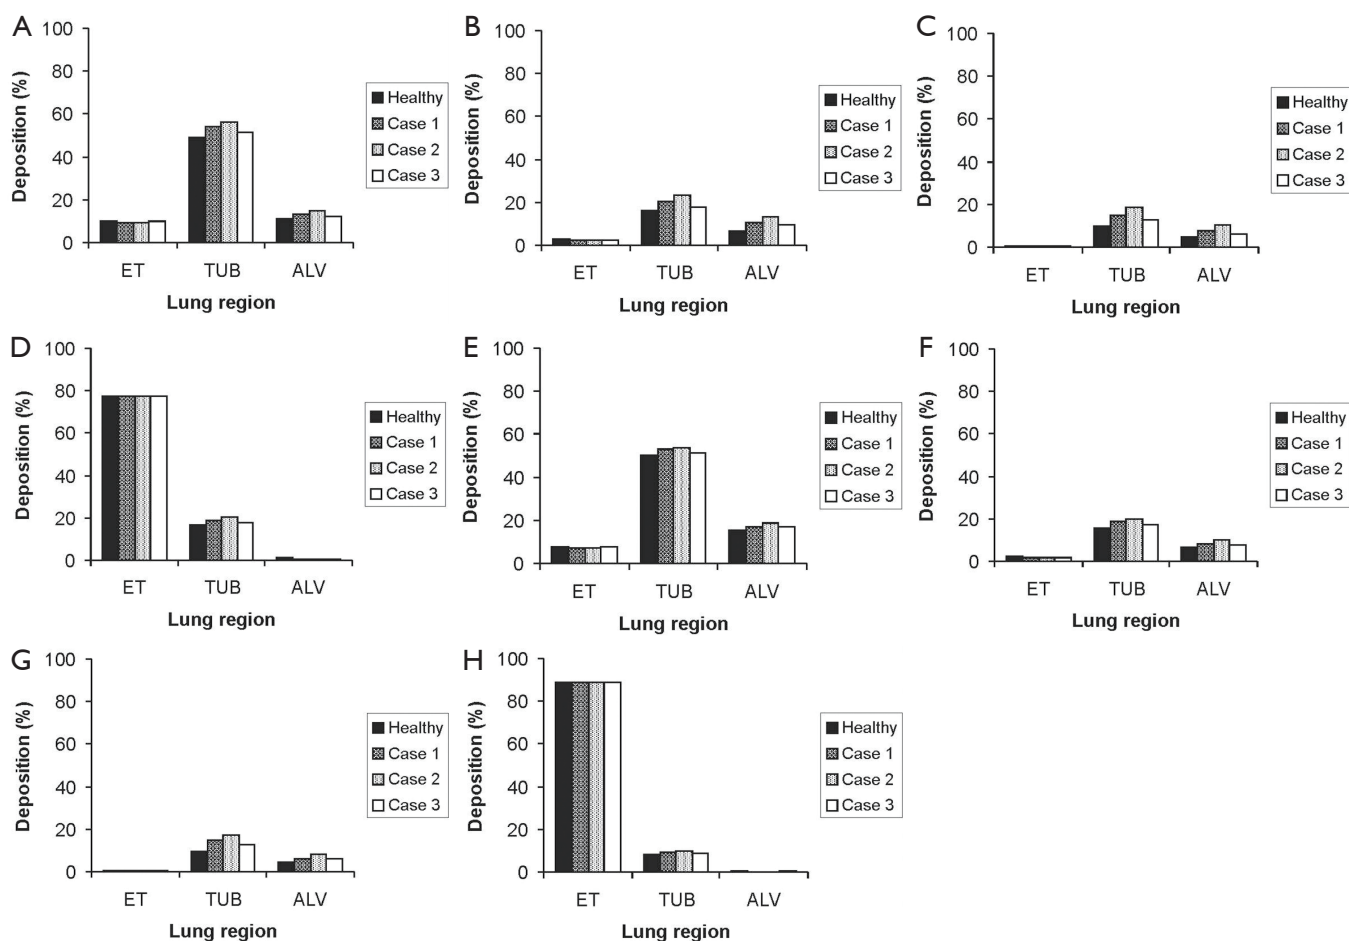 A
Deposition (%)
100
80
60
40
20
0
ET TUB ALV
Lung region
Healthy
Case 1
Case 2
Case 3
B
Deposition (%)
100
80
60
40
20
0
ET TUB ALV
Lung region
Healthy
Case 1
Case 2
Case 3
C
Deposition (%)
100
80
60
40
20
0
ET TUB ALV
Lung region
Healthy
Case 1
Case 2
Case 3
D
Deposition (%)
100
80
60
40
20
0
ET TUB ALV
Lung region
Healthy
Case 1
Case 2
Case 3
E
Deposition (%)
100
80
60
40
20
0
ET TUB ALV
Lung region
Healthy
Case 1
Case 2
Case 3
F
Deposition (%)
100
80
60
40
20
0
ET TUB ALV
Lung region
Healthy
Case 1
Case 2
Case 3
G
Deposition (%)
100
80
60
40
20
0
ET TUB ALV
Lung region
Healthy
Case 1
Case 2
Case 3
H
Deposition (%)
100
80
60
40
20
0
ET TUB ALV
Lung region
Healthy
Case 1
Case 2
Case 3